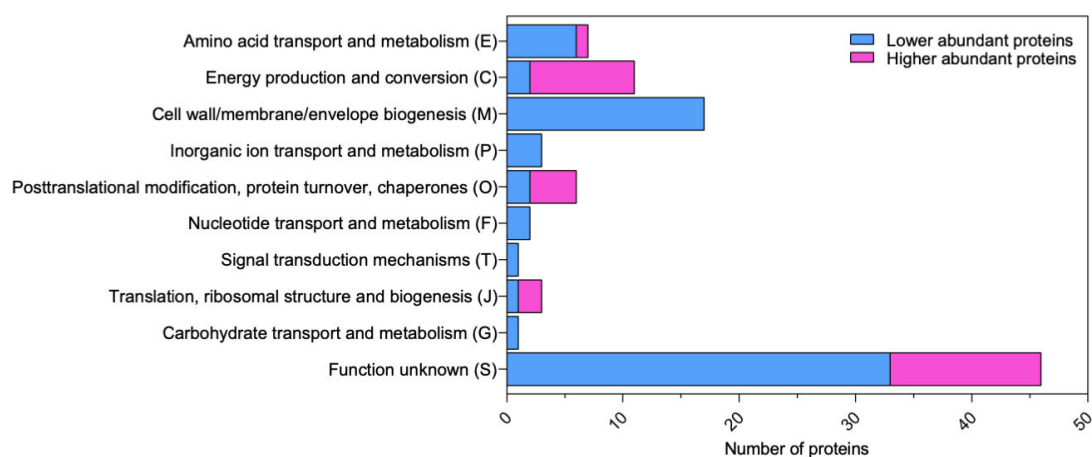 Amino acid transport and metabolism (E)
Energy production and conversion (C)
Cell wall/membrane/envelope biogenesis (M)
Inorganic ion transport and metabolism (P)
Posttranslational modification, protein turnover, chaperones (O)
Nucleotide transport and metabolism (F)
Signal transduction mechanisms (T)
Translation, ribosomal structure and biogenesis (J)
Carbohydrate transport and metabolism (G)
Function unknown (S)
Lower abundant proteins
Higher abundant proteins
0 10 20 30 40 50
Number of proteins